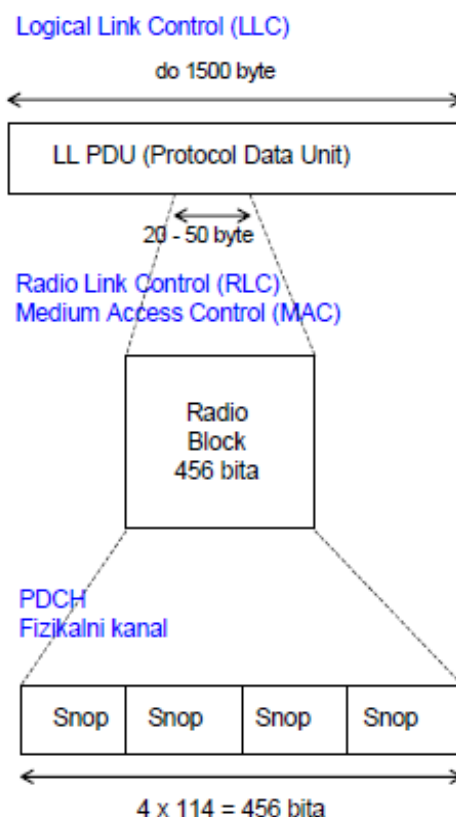 Logical Link Control (LLC)
do 1500 byte
LL PDU (Protocol Data Unit)
20 - 50 byte
Radio Link Control (RLC)
Medium Access Control (MAC)
Radio
Block
456 bita
PDCH
Fizikalni kanal
Snop Snop Snop Snop
4 x 114 = 456 bita